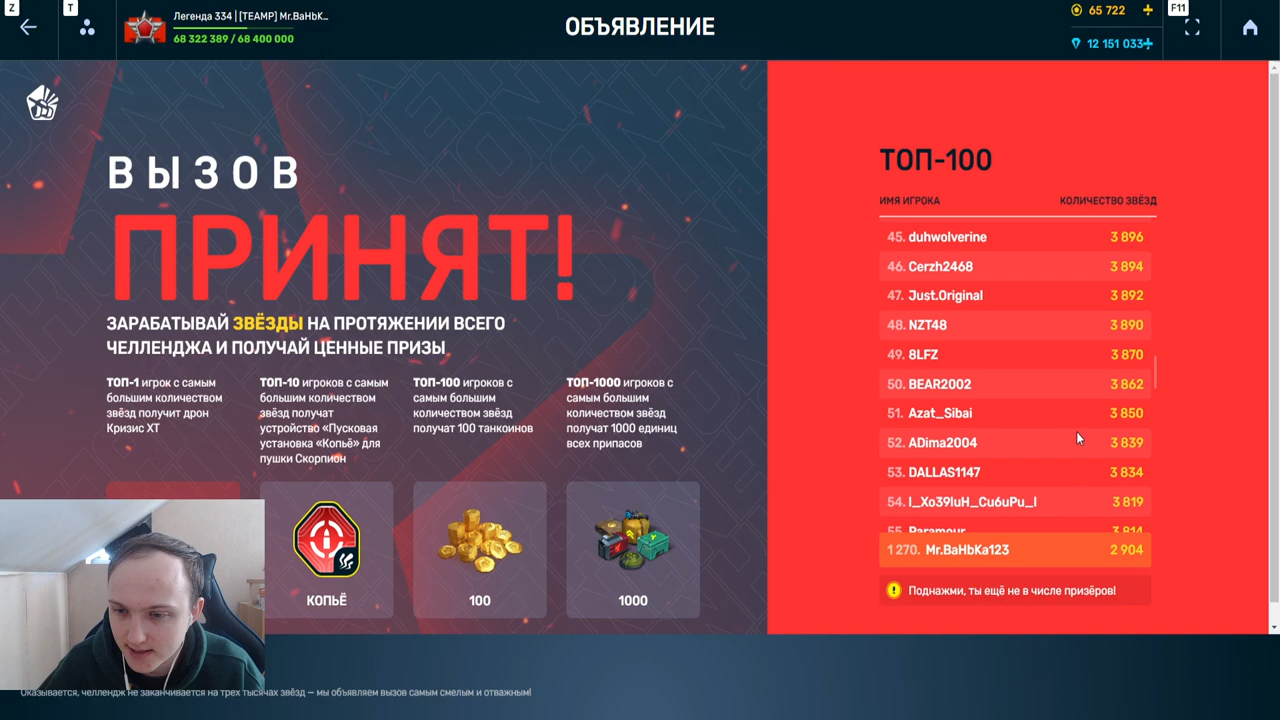 Z
T
Легенда 334 | [TEAMP] Mr.BaHbK...
68 322 389 / 68 400 000
ОБЪЯВЛЕНИЕ
65 722
12 151 033
F11
ВЫЗОВ
ПРИНЯТ!
ЗАРАБАТЫВАЙ ЗВЁЗДЫ НА ПРОТЯЖЕНИИ ВСЕГО
ЧЕЛЛЕНДЖА И ПОЛУЧАЙ ЦЕННЫЕ ПРИЗЫ
ТОП-1 игрок с самым
большим количеством
звёзд получит дрон
Кризис XT
ТОП-10 игроков с самым
большим количеством
звёзд получат
устройство «Пусковая
установка «Копьё» для
пушки Скорпион
ТОП-100 игроков с
самым большим
количеством звёзд
получат 100 танкоинов
ТОП-1000 игроков с
самым большим
количеством звёзд
получат 1000 единиц
всех припасов
КОПЬЁ
100
1000
Оказывается, челлендж не заканчивается на трех тысячах звёзд — мы объявляем вызов самым смелым и отважным!
ТОП-100
ИМЯ ИГРОКА КОЛИЧЕСТВО ЗВЁЗД
45. duhwolverine 3 896
46. Cerzh2468 3 894
47. Just.Original 3 892
48. NZT48 3 890
49. 8LFZ 3 870
50. BEAR2002 3 862
51. Azat_Sibai 3 850
52. ADima2004 3 839
53. DALLAS1147 3 834
54. I_Xo39IuH_Cu6uPu_I 3 819
55. Paramour 3 814
1 270. Mr.BaHbKa123 2 904
Поднажми, ты ещё не в числе призёров!